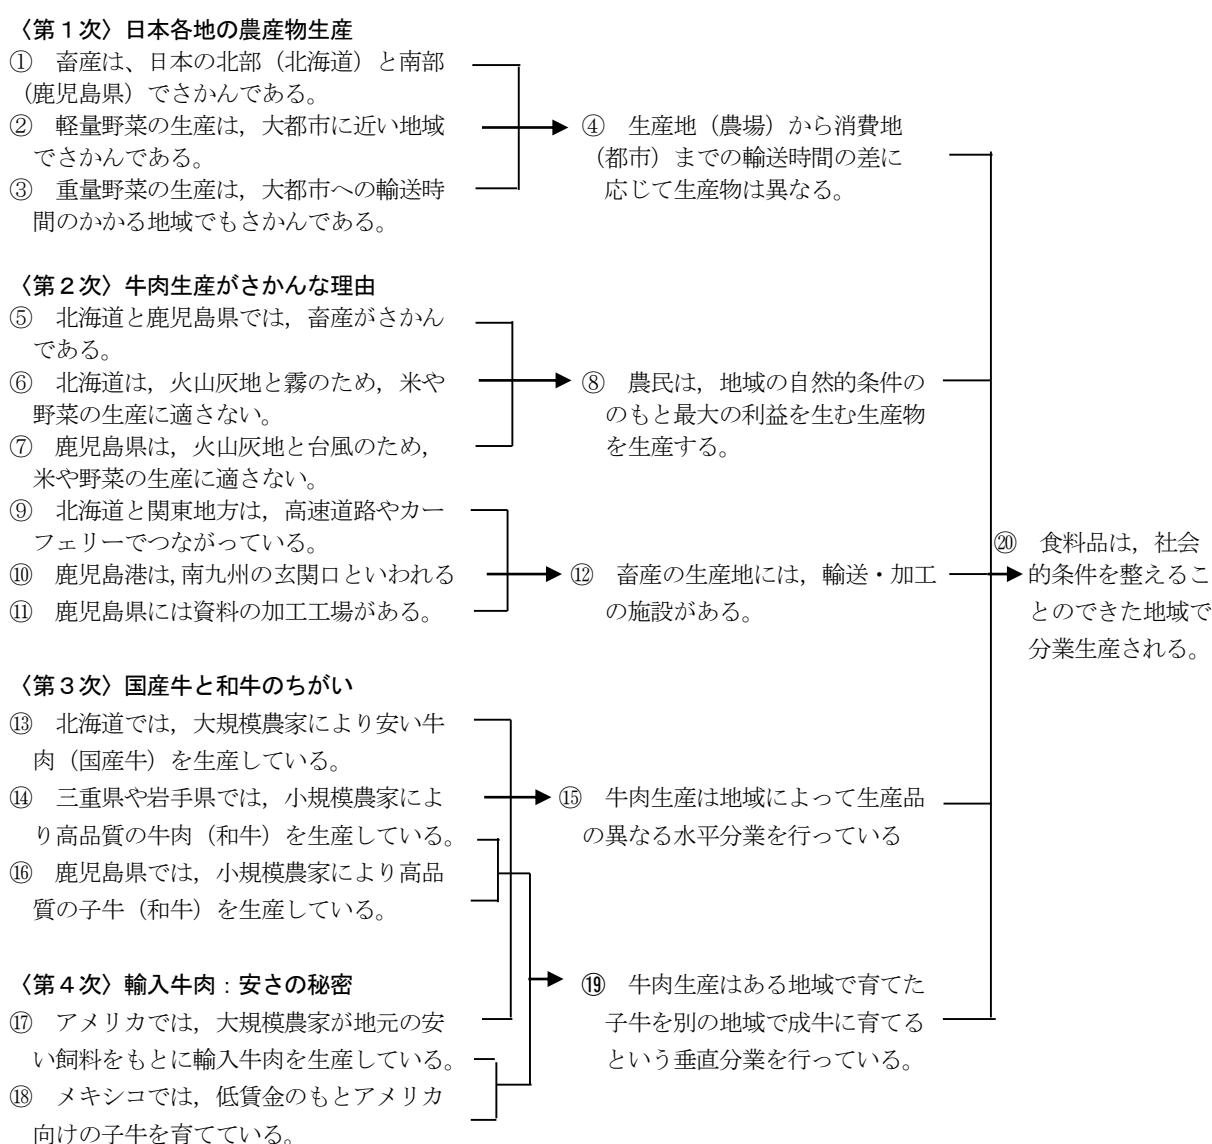 〈第1次〉日本各地の農産物生産
① 畜産は、日本の北部（北海道）と南部
（鹿児島県）でさかんである。
② 軽量野菜の生産は，大都市に近い地域
でさかんである。
③ 重量野菜の生産は，大都市への輸送時
間のかかる地域でもさかんである。
④ 生産地（農場）から消費地
（都市）までの輸送時間の差に
応じて生産物は異なる。
〈第2次〉牛肉生産がさかんな理由
⑤ 北海道と鹿児島県では，畜産がさかん
である。
⑥ 北海道は，火山灰地と霧のため，米や
野菜の生産に適さない。
⑦ 鹿児島県は，火山灰地と台風のため，
米や野菜の生産に適さない。
⑧ 農民は，地域の自然的条件の
のもと最大の利益を生む生産物
を生産する。
⑨ 北海道と関東地方は，高速道路やカー
フェリーでつながっている。
⑩ 鹿児島港は，南九州の玄関口といわれる
⑪ 鹿児島県には資料の加工工場がある。
⑫ 畜産の生産地には，輸送・加工
の施設がある。
〈第3次〉国産牛と和牛のちがい
⑬ 北海道では，大規模農家により安い牛
肉（国産牛）を生産している。
⑭ 三重県や岩手県では，小規模農家によ
り高品質の牛肉（和牛）を生産している。
⑯ 鹿児島県では，小規模農家により高品
質の子牛（和牛）を生産している。
⑮ 牛肉生産は地域によって生産品
の異なる水平分業を行っている
〈第4次〉輸入牛肉：安さの秘密
⑰ アメリカでは，大規模農家が地元の安
い飼料をもとに輸入牛肉を生産している。
⑱ メキシコでは，低賃金のもとアメリカ
向けの子牛を育てている。
⑲ 牛肉生産はある地域で育てた
子牛を別の地域で成牛に育てる
という垂直分業を行っている。
⑳ 食料品は，社会
的条件を整えるこ
とのできた地域で
分業生産される。